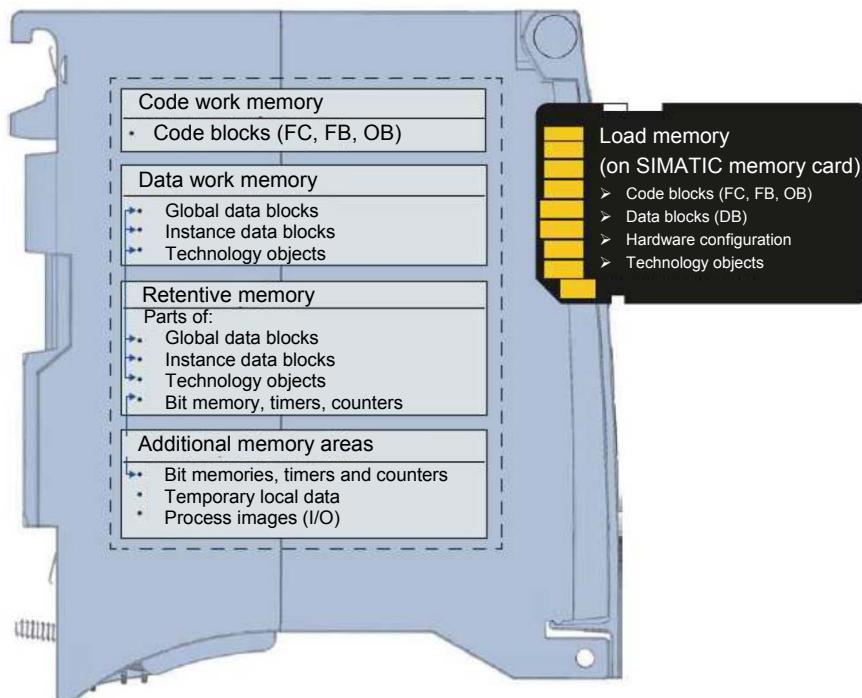 Code work memory
• Code blocks (FC, FB, OB)
Data work memory
• Global data blocks
• Instance data blocks
• Technology objects
Retentive memory
Parts of:
• Global data blocks
• Instance data blocks
• Technology objects
• Bit memory, timers, counters
Additional memory areas
• Bit memories, timers and counters
• Temporary local data
• Process images (I/O)
Load memory
(on SIMATIC memory card)
➢ Code blocks (FC, FB, OB)
➢ Data blocks (DB)
➢ Hardware configuration
➢ Technology objects